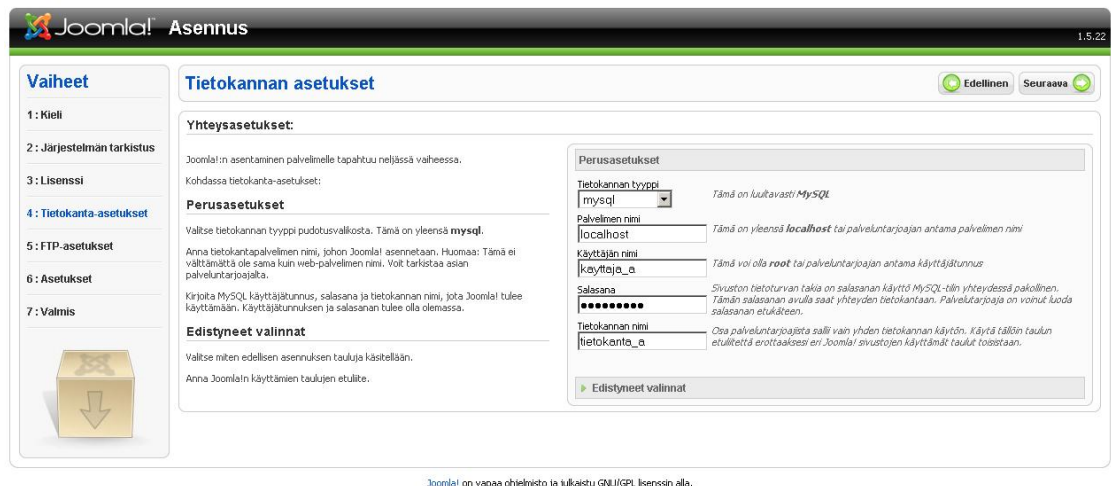 Joomla! Asennus
1.5.22
Vaiheet
1 : Kieli
2 : Järjestelmän tarkistus
3 : Lisenssi
4 : Tietokanta-asetukset
5 : FTP-asetukset
6 : Asetukset
7 : Valmis
Tietokannan asetukset
Edellinen
Seuraava
Yhteysasetukset:
Joomla!:n asentaminen palvelimelle tapahtuu neljässä vaiheessa.
Kohdassa tietokanta-asetukset:
Perusasetukset
Valitse tietokannan tyyppi pudotusvalikosta. Tämä on yleensä mysql.
Anna tietokantapalvelimen nimi, johon Joomla! asennetaan. Huomaa: Tämä ei
välttämättä ole sama kuin web-palvelimen nimi. Voit tarkistaa asian
palveluntarjoajalta.
Kirjoita MySQL käyttäjätunnus, salasana ja tietokannan nimi, jota Joomla! tulee
käyttämään. Käyttäjätunnuksen ja salasanan tulee olla olemassa.
Edistyneet valinnat
Valitse miten edellisen asennuksen tauluja käsitellään.
Anna Joomla!n käyttämien taulujen etuliite.
Perusasetukset
Tietokannan tyyppi
mysql
Tämä on luultavasti MySQL
Palvelimen nimi
localhost
Tämä on yleensä localhost tai palveluntarjoajan antama palvelimen nimi
Käyttäjän nimi
kayttaja_a
Tämä voi olla root tai palveluntarjoajan antama käyttäjätunnus
Salasana
●●●●●●●●●
Sivuston tietoturvan takia on salasanan käyttö MySQL-tilin yhteydessä pakollinen.
Tämän salasanan avulla saat yhteyden tietokantaan. Palvelutarjoaja on voinut luoda
salasanan etukäteen.
Tietokannan nimi
tietokanta_a
Osa palveluntarjoajista sallii vain yhden tietokannan käytön. Käytä tällöin taulun
etuliitettä erottaaksesi eri Joomla! sivustojen käyttämät taulut toisistaan.
Edistyneet valinnat
Joomla! on vapaa ohjelmisto ja julkaistu GNU/GPL lisenssin alla.